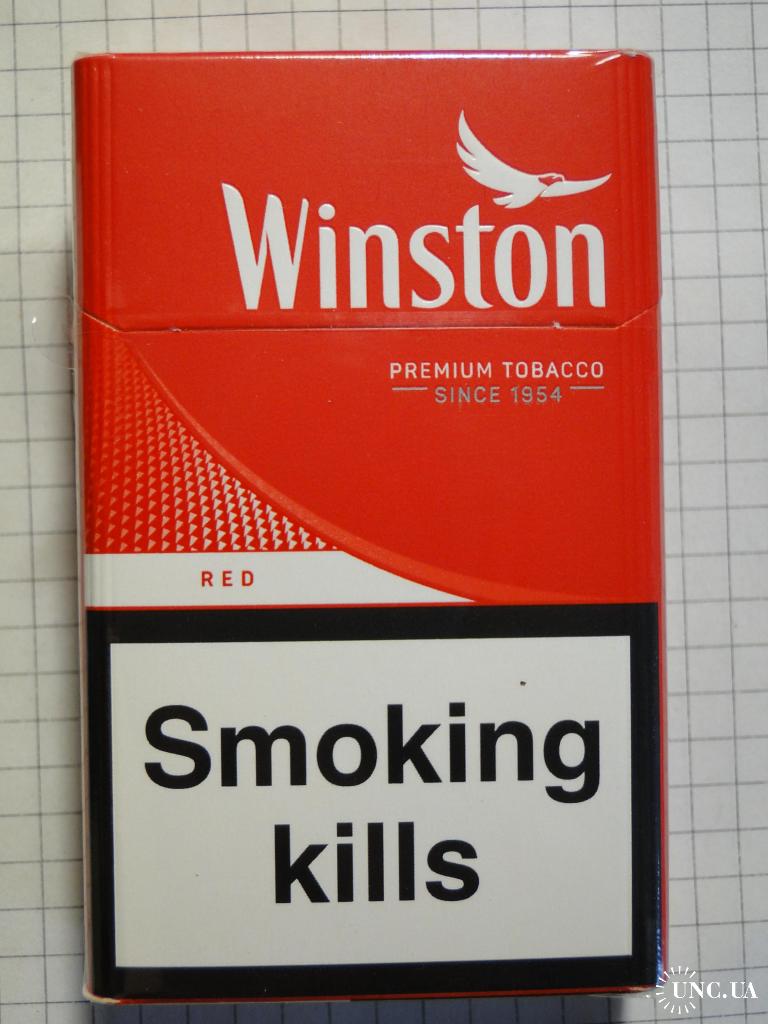 Winston
PREMIUM TOBACCO
SINCE 1954
RED
Smoking
kills
UNC.UA